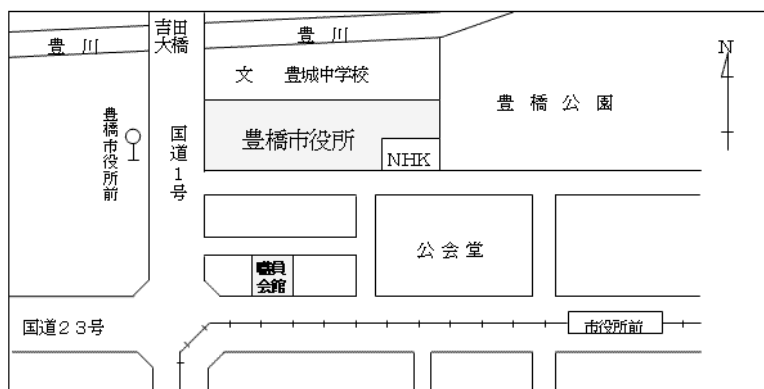 吉田
大橋
豊 川
豊 川
文 豊城中学校
豊 橋 公 園
N
豊橋市役所前
国道1号
豊橋市役所
NHK
公 会 堂
職員
会館
国道23号
市役所前